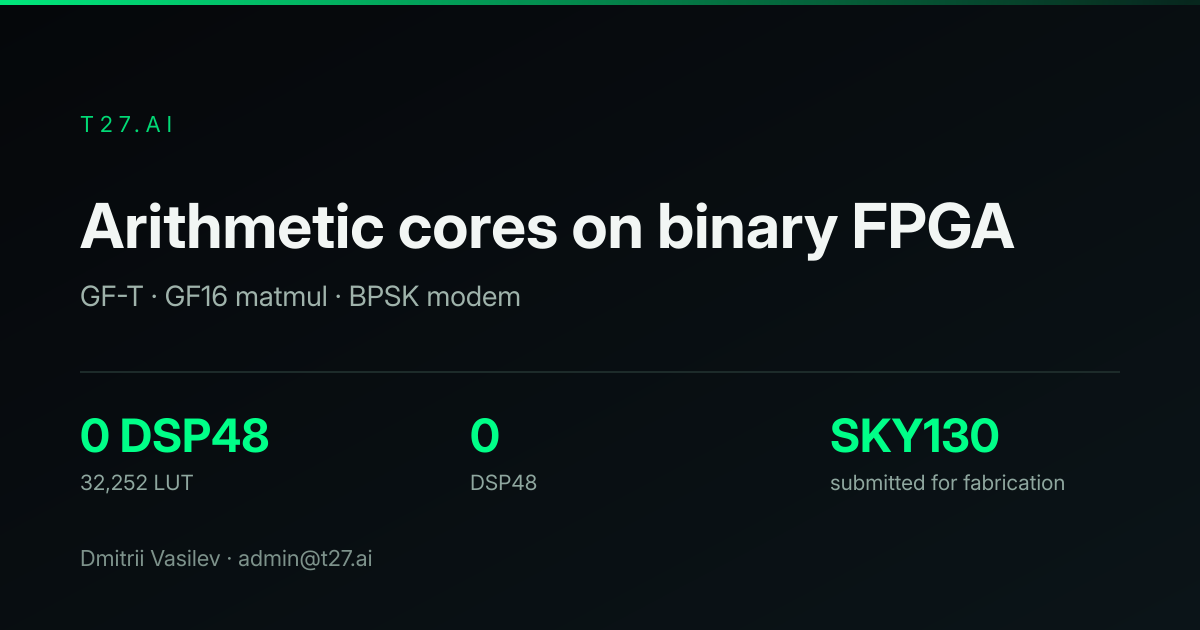 T27.AI
Arithmetic cores on binary FPGA
GF-T · GF16 matmul · BPSK modem
0 DSP48
32,252 LUT
0
DSP48
SKY130
submitted for fabrication
Dmitrii Vasilev · admin@t27.ai